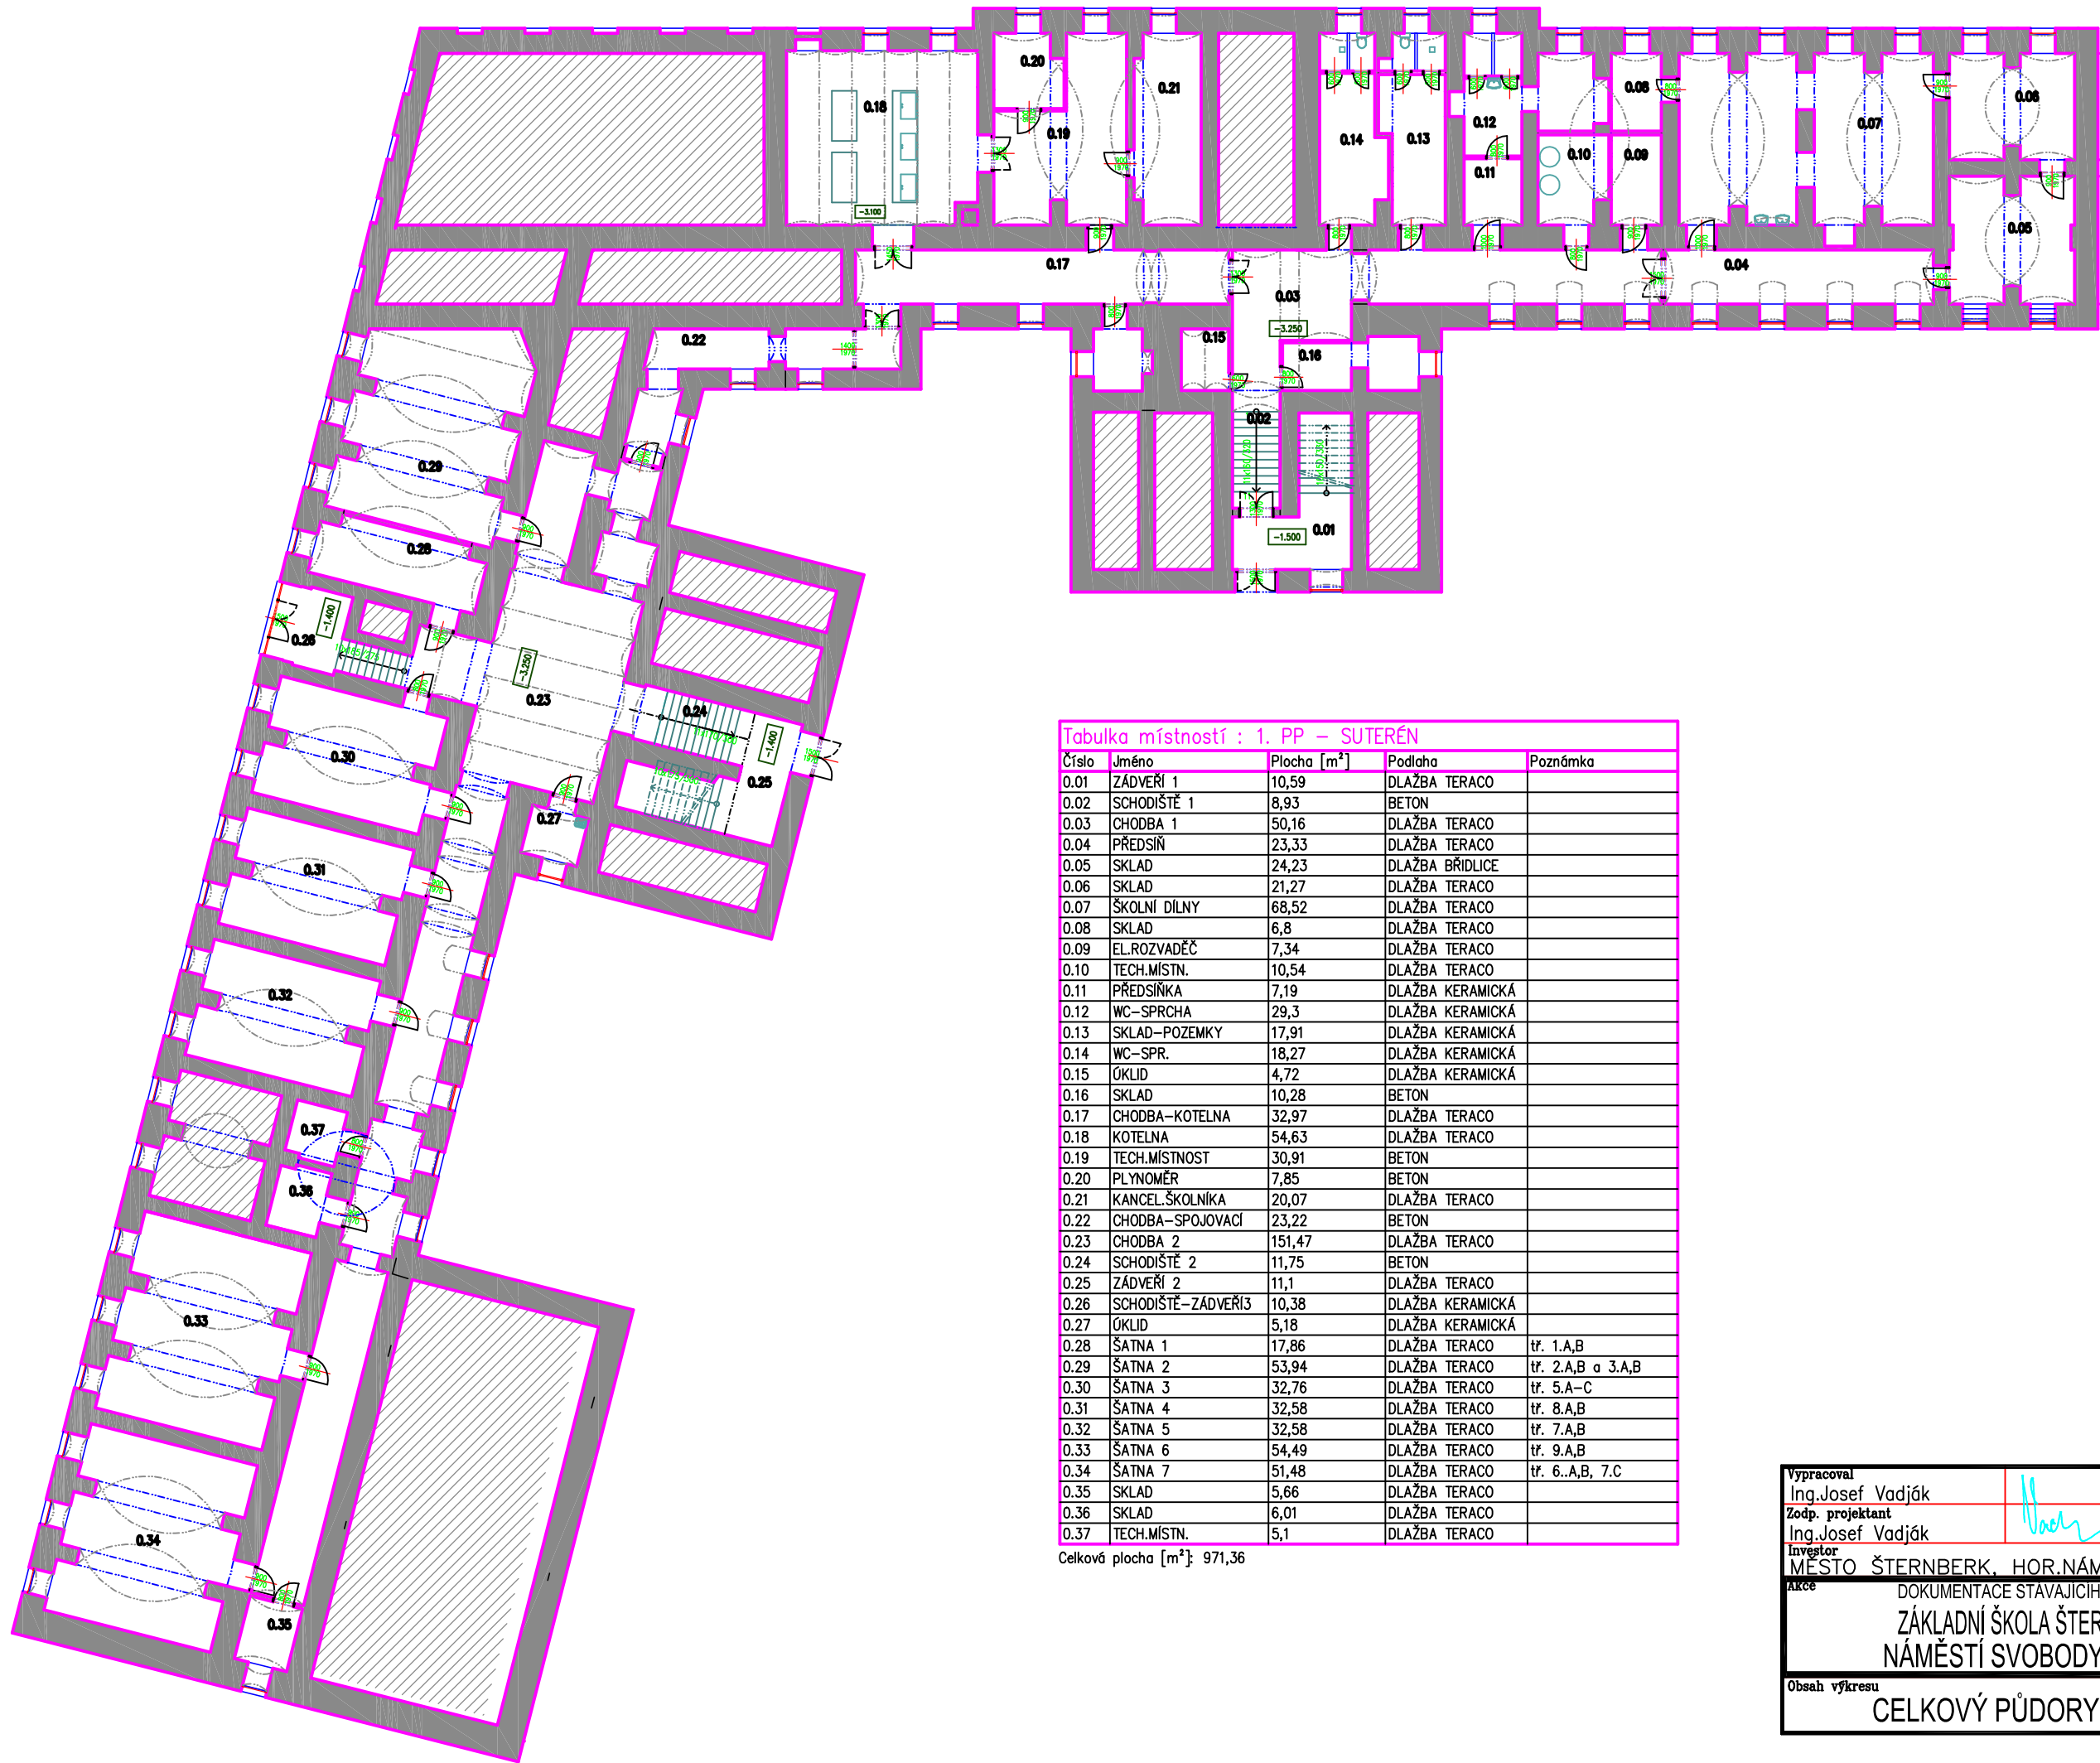 0.20
0.18
0.19
0.21
0.14
0.13
0.12
0.11
0.10
0.08
0.09
0.07
0.06
0.05
-3.100
0.17
0.03
0.04
-3.250
0.22
0.15
0.16
0.02
0.01
-1.500
0.29
0.28
-1.400
0.26
-3.250
0.23
0.24
-1.400
0.25
0.30
0.27
0.31
0.32
0.37
0.36
0.33
0.34
0.35
Tabulka místností : 1. PP – SUTERÉN
Číslo Jméno Plocha [m²] Podlaha Poznámka
0.01 ZÁDVEŘÍ 1 10,59 DLAŽBA TERACO
0.02 SCHODIŠTĚ 1 8,93 BETON
0.03 CHODBA 1 50,16 DLAŽBA TERACO
0.04 PŘEDSÍŇ 23,33 DLAŽBA TERACO
0.05 SKLAD 24,23 DLAŽBA BŘIDLICE
0.06 SKLAD 21,27 DLAŽBA TERACO
0.07 ŠKOLNÍ DÍLNY 68,52 DLAŽBA TERACO
0.08 SKLAD 6,8 DLAŽBA TERACO
0.09 EL.ROZVADĚČ 7,34 DLAŽBA TERACO
0.10 TECH.MÍSTN. 10,54 DLAŽBA TERACO
0.11 PŘEDSÍŇKA 7,19 DLAŽBA KERAMICKÁ
0.12 WC–SPRCHA 29,3 DLAŽBA KERAMICKÁ
0.13 SKLAD–POZEMKY 17,91 DLAŽBA KERAMICKÁ
0.14 WC–SPR. 18,27 DLAŽBA KERAMICKÁ
0.15 ÚKLID 4,72 DLAŽBA KERAMICKÁ
0.16 SKLAD 10,28 BETON
0.17 CHODBA–KOTELNA 32,97 DLAŽBA TERACO
0.18 KOTELNA 54,63 DLAŽBA TERACO
0.19 TECH.MÍSTNOST 30,91 BETON
0.20 PLYNOMĚR 7,85 BETON
0.21 KANCEL.ŠKOLNÍKA 20,07 DLAŽBA TERACO
0.22 CHODBA–SPOJOVACÍ 23,22 BETON
0.23 CHODBA 2 151,47 DLAŽBA TERACO
0.24 SCHODIŠTĚ 2 11,75 BETON
0.25 ZÁDVEŘÍ 2 11,1 DLAŽBA TERACO
0.26 SCHODIŠTĚ–ZÁDVEŘÍ3 10,38 DLAŽBA KERAMICKÁ
0.27 ÚKLID 5,18 DLAŽBA KERAMICKÁ
0.28 ŠATNA 1 17,86 DLAŽBA TERACO tř. 1.A,B
0.29 ŠATNA 2 53,94 DLAŽBA TERACO tř. 2.A,B a 3.A,B
0.30 ŠATNA 3 32,76 DLAŽBA TERACO tř. 5.A–C
0.31 ŠATNA 4 32,58 DLAŽBA TERACO tř. 8.A,B
0.32 ŠATNA 5 32,58 DLAŽBA TERACO tř. 7.A,B
0.33 ŠATNA 6 54,49 DLAŽBA TERACO tř. 9.A,B
0.34 ŠATNA 7 51,48 DLAŽBA TERACO tř. 6..A,B, 7.C
0.35 SKLAD 5,66 DLAŽBA TERACO
0.36 SKLAD 6,01 DLAŽBA TERACO
0.37 TECH.MÍSTN. 5,1 DLAŽBA TERACO
Celková plocha [m²]: 971,36
Vypracoval
Ing.Josef Vadják
Zodp. projektant
Ing.Josef Vadják
Investor
MĚSTO ŠTERNBERK, HOR.NÁM
Akce
DOKUMENTACE STÁVAJÍCÍH
ZÁKLADNÍ ŠKOLA ŠTER
NÁMĚSTÍ SVOBODY
Obsah výkresu
CELKOVÝ PŮDORY